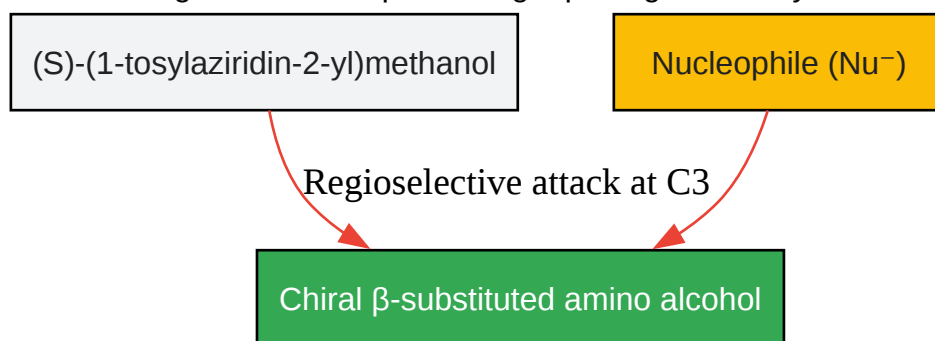 (S)-(1-tosylaziridin-2-yl)methanol
Nucleophile (Nu⁻)
Regioselective attack at C3
Chiral β-substituted amino alcohol